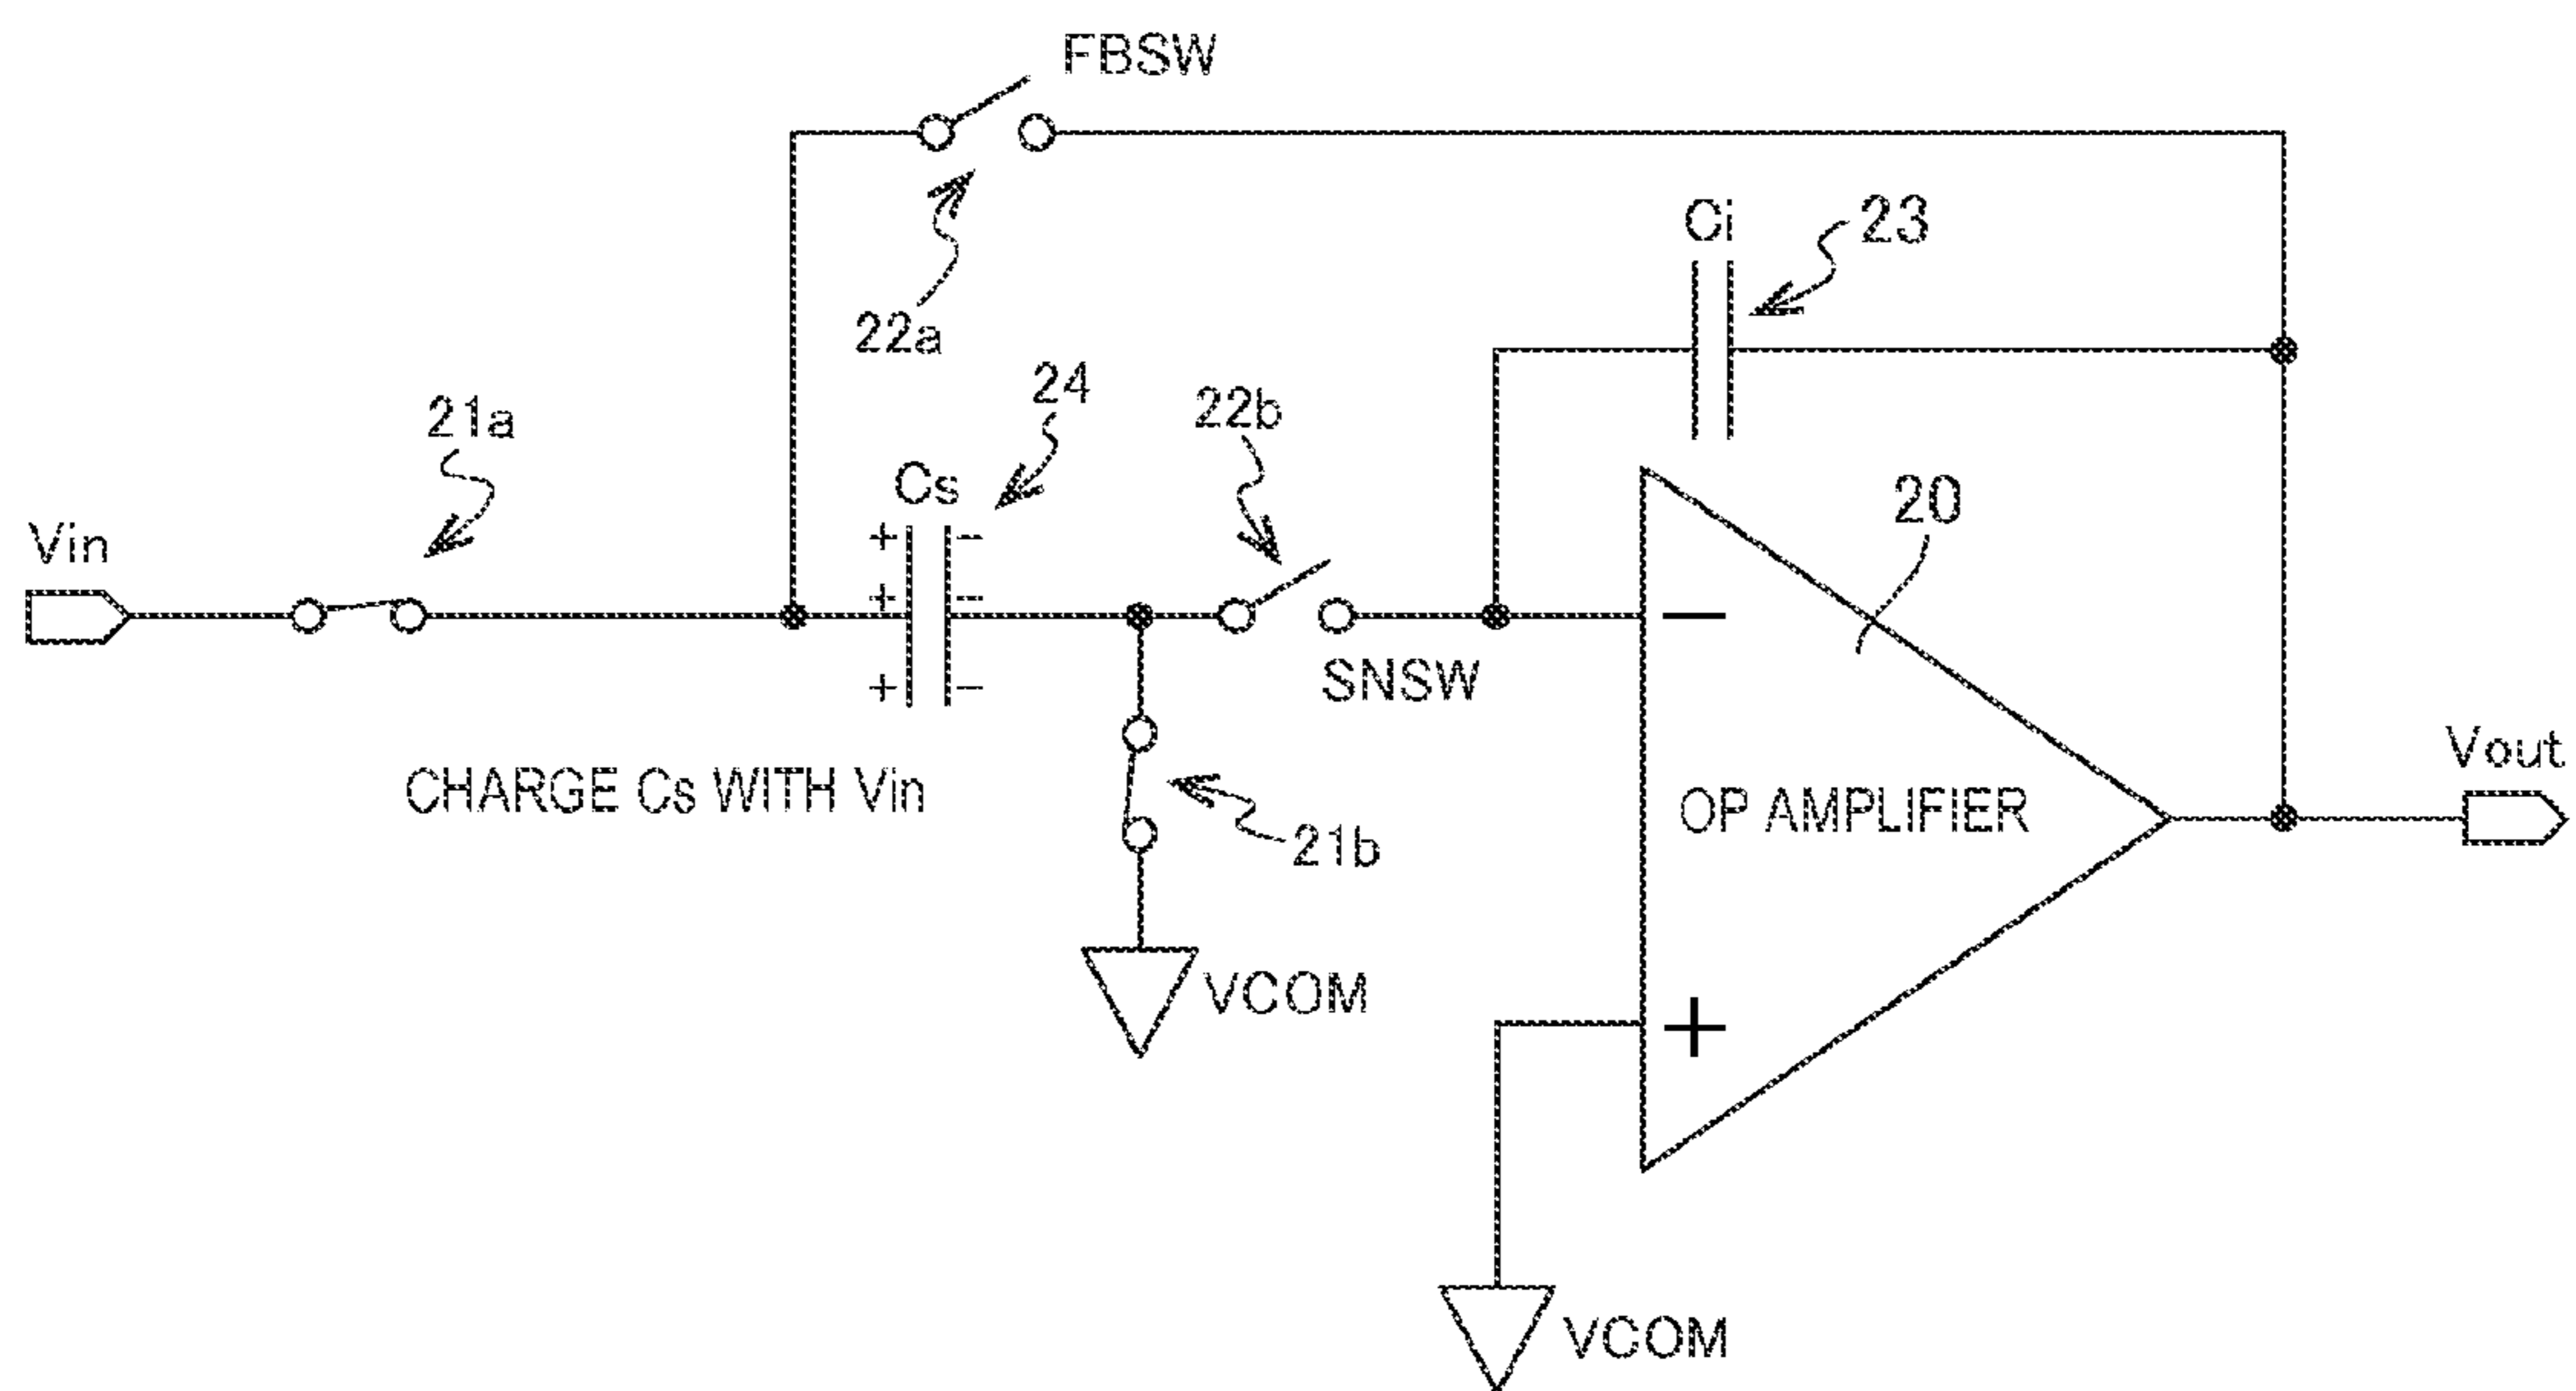 FBSW
22a
Ci
23
24
22b
21a
Cs
20
Vin
+ -
+ -
+ -
−
SNSW
Vout
CHARGE Cs WITH Vin
OP AMPLIFIER
21b
VCOM
+
VCOM